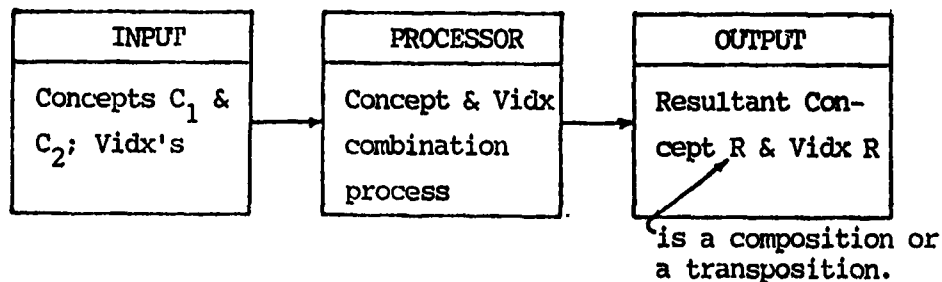 INPUT
Concepts C1 &
C2; Vidx's
PROCESSOR
Concept & Vidx
combination
process
OUTPUT
Resultant Con-
cept R & Vidx R
is a composition or
a transposition.